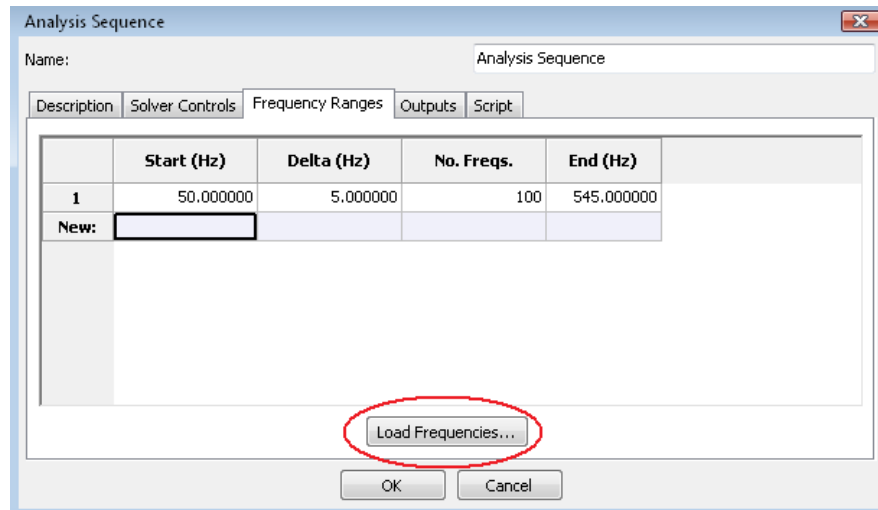 Analysis Sequence
Name: Analysis Sequence
Description Solver Controls Frequency Ranges Outputs Script
Start (Hz) Delta (Hz) No. Freqs. End (Hz)
1 50.000000 5.000000 100 545.000000
New:
Load Frequencies...
OK Cancel